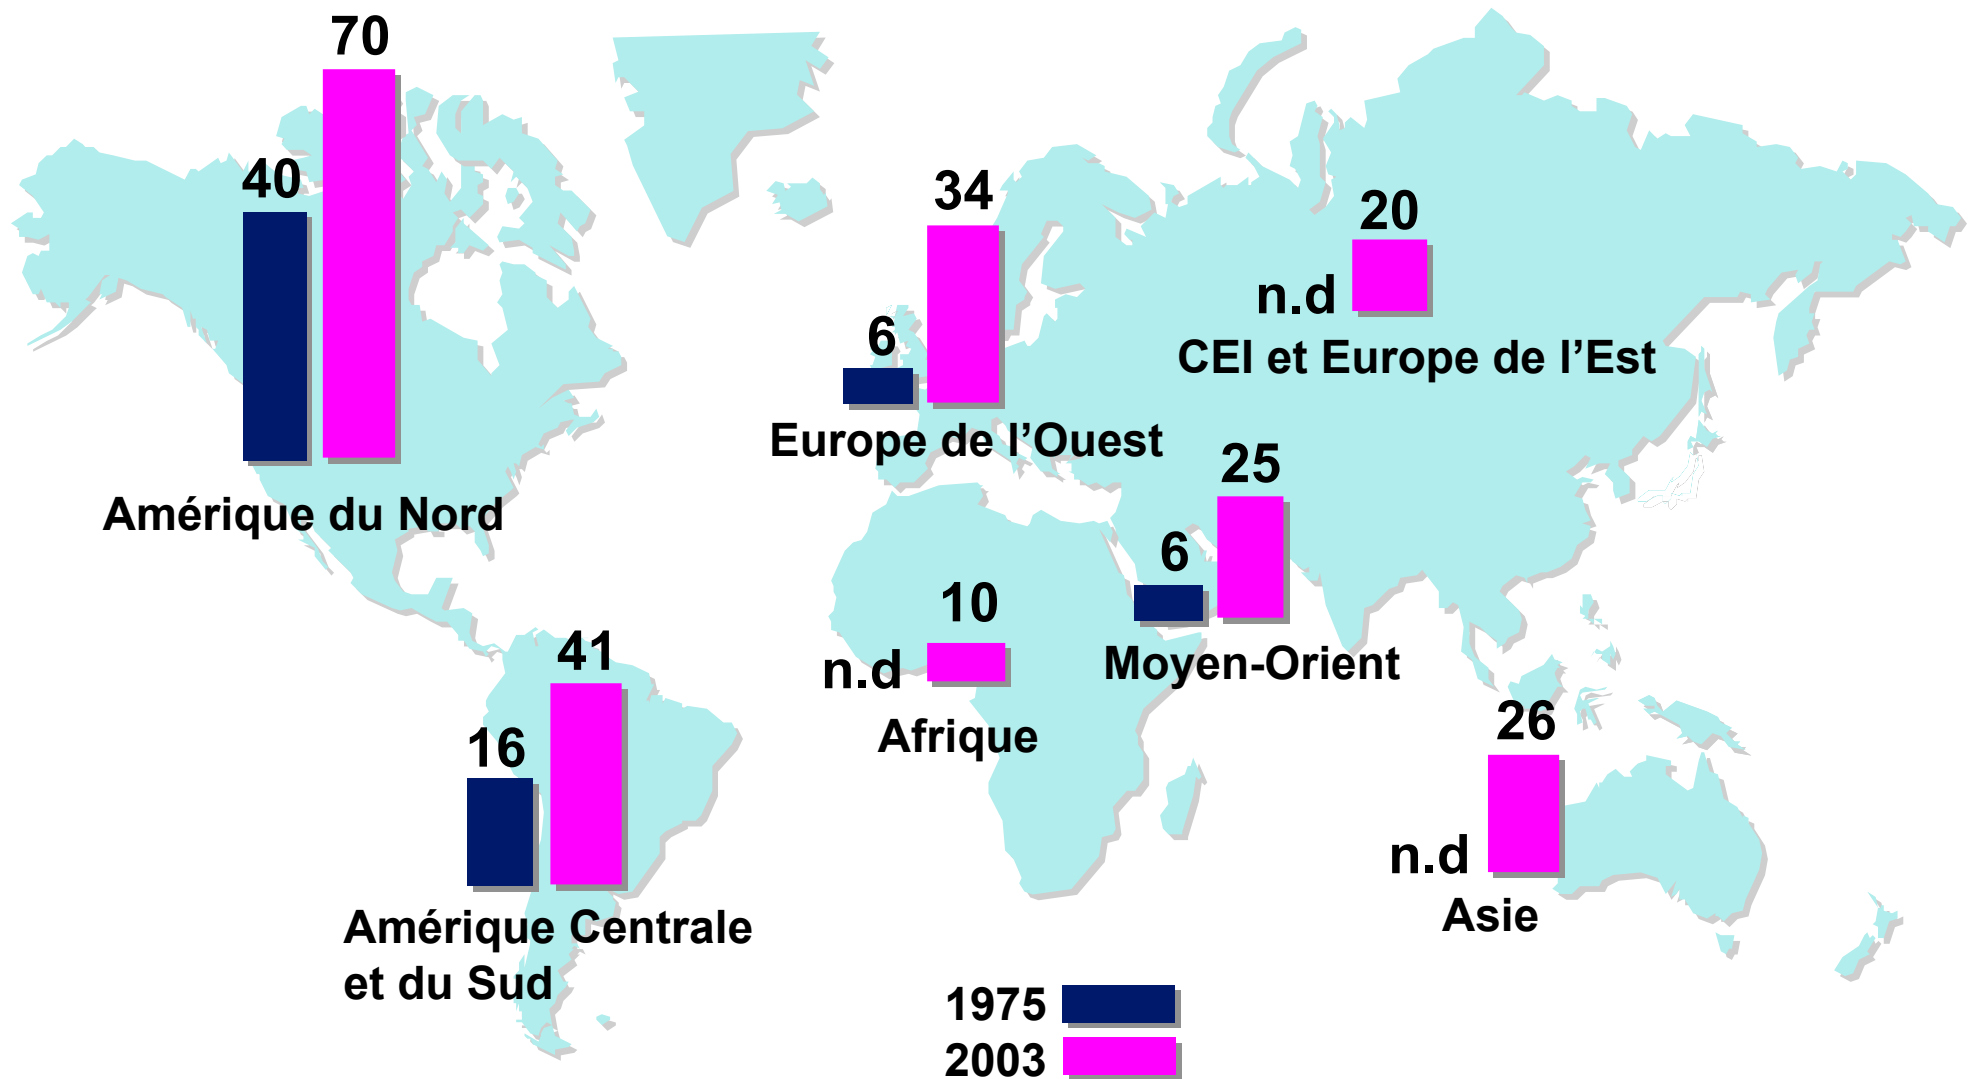 70
40
Amérique du Nord
34
6
Europe de l’Ouest
20
n.d
CEI et Europe de l’Est
25
6
Moyen-Orient
10
n.d
Afrique
41
16
Amérique Centrale
et du Sud
26
n.d
Asie
1975
2003